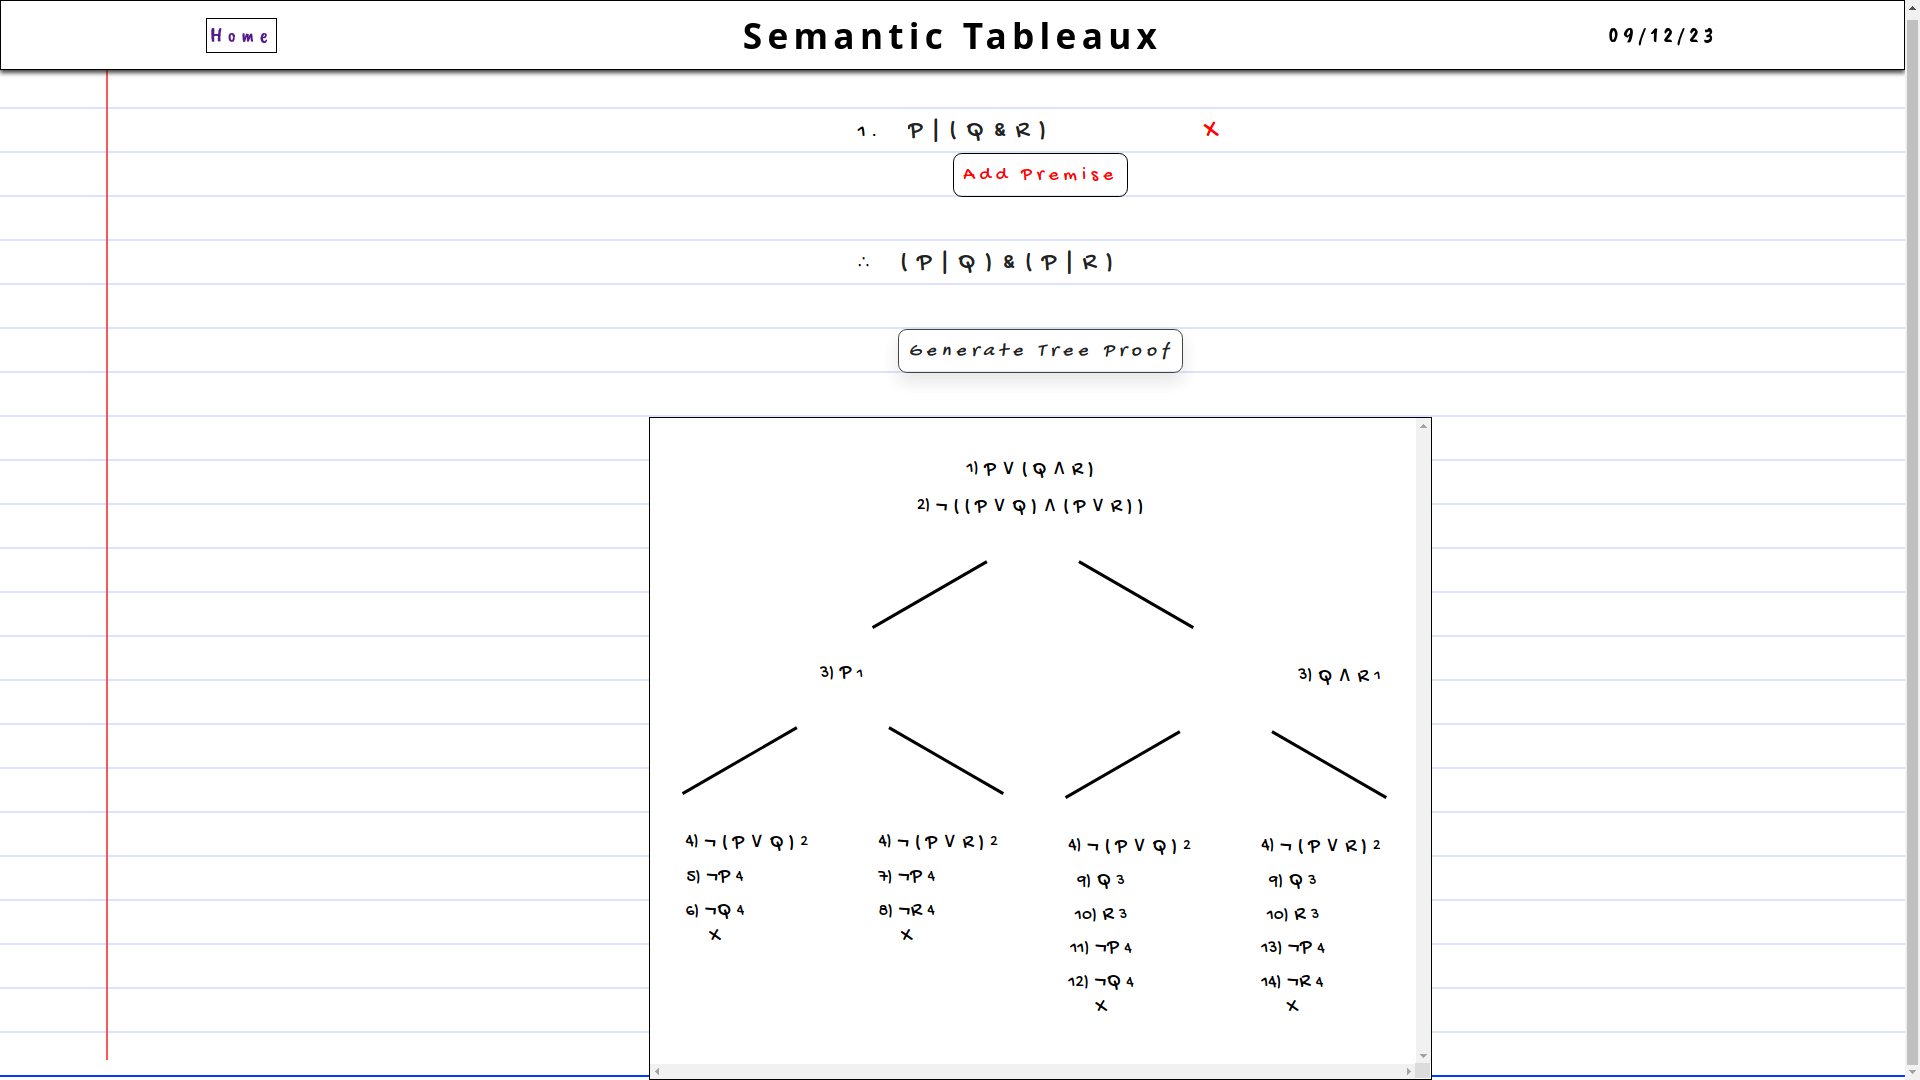 Home Semantic Tableaux 09/12/23
1. P|(Q&R) X
Add Premise
∴ (P|Q)&(P|R)
Generate Tree Proof
1) P V (Q Λ R)
2) ¬((P V Q) Λ (P V R))
3) P 1 3) Q Λ R 1
4) ¬(P V Q) 2 4) ¬(P V R) 2 4) ¬(P V Q) 2 4) ¬(P V R) 2
5) ¬P 4 7) ¬P 4 9) Q 3 9) Q 3
6) ¬Q 4 8) ¬R 4 10) R 3 10) R 3
X X
11) ¬P 4 13) ¬P 4
12) ¬Q 4 14) ¬R 4
X X